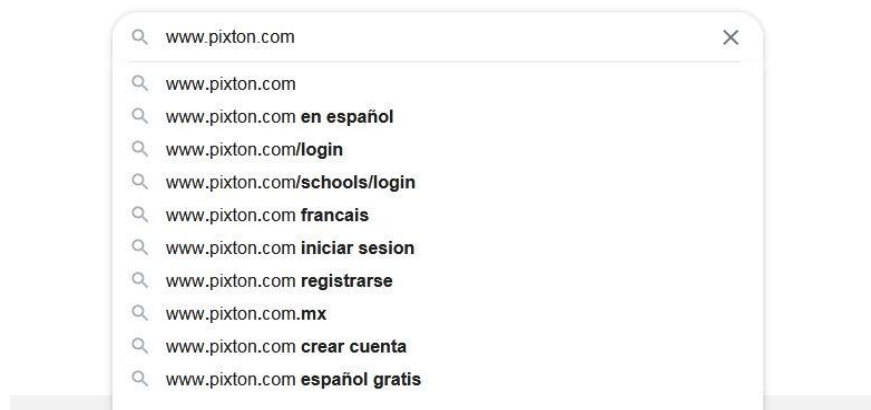 www.pixton.com
www.pixton.com
www.pixton.com en español
www.pixton.com/login
www.pixton.com/schools/login
www.pixton.com francais
www.pixton.com iniciar sesion
www.pixton.com registrarse
www.pixton.com.mx
www.pixton.com crear cuenta
www.pixton.com español gratis